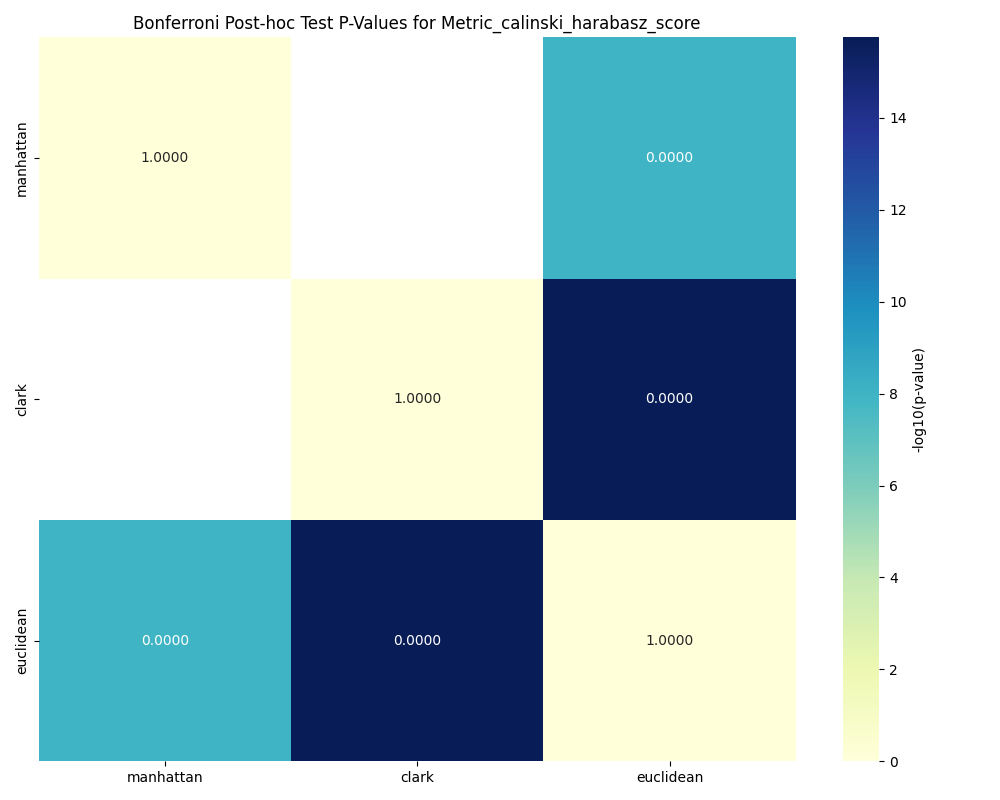 Bonferroni Post-hoc Test P-Values for Metric_calinski_harabasz_score
manhattan
1.0000
0.0000
clark
1.0000
0.0000
euclidean
0.0000
0.0000
1.0000
manhattan
clark
euclidean
14
12
10
8
6
4
2
0
-log10(p-value)